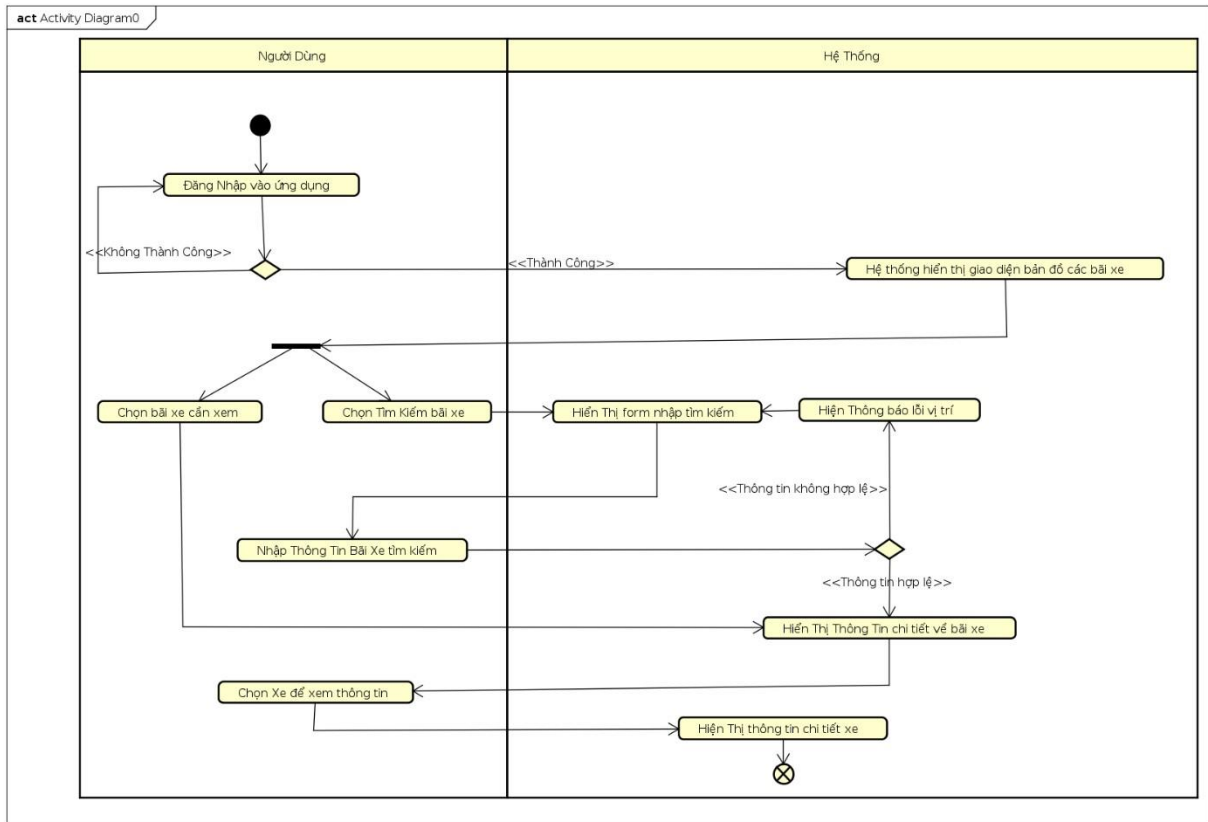 act Activity Diagram0
Người Dùng
Hệ Thống
Đăng Nhập vào ứng dụng
<<Không Thành Công>>
<<Thành Công>>
Hệ thống hiển thị giao diện bản đồ các bãi xe
Chọn bãi xe cần xem
Chọn Tìm Kiếm bãi xe
Hiển Thị form nhập tìm kiếm
Hiện Thông báo lỗi vị trí
<<Thông tin không hợp lệ>>
Nhập Thông Tin Bãi Xe tìm kiếm
<<Thông tin hợp lệ>>
Hiển Thị Thông Tin chi tiết về bãi xe
Chọn Xe để xem thông tin
Hiện Thị thông tin chi tiết xe